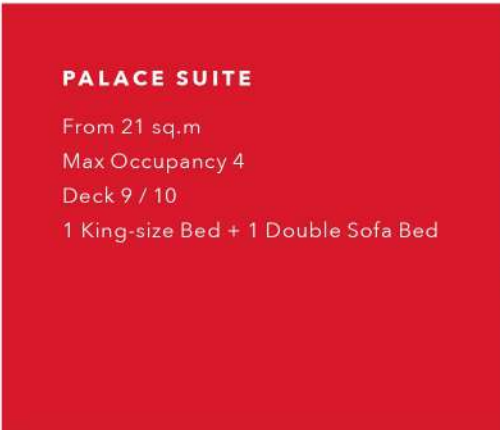 PALACE SUITE
From 21 sq.m
Max Occupancy 4
Deck 9 / 10
1 King-size Bed + 1 Double Sofa Bed